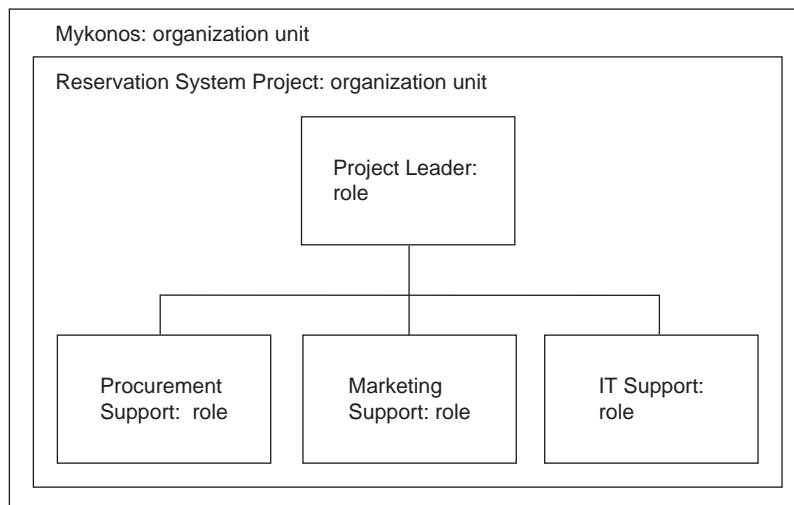 Mykonos: organization unit
Reservation System Project: organization unit
Project Leader:
role
Procurement
Support: role
Marketing
Support: role
IT Support:
role